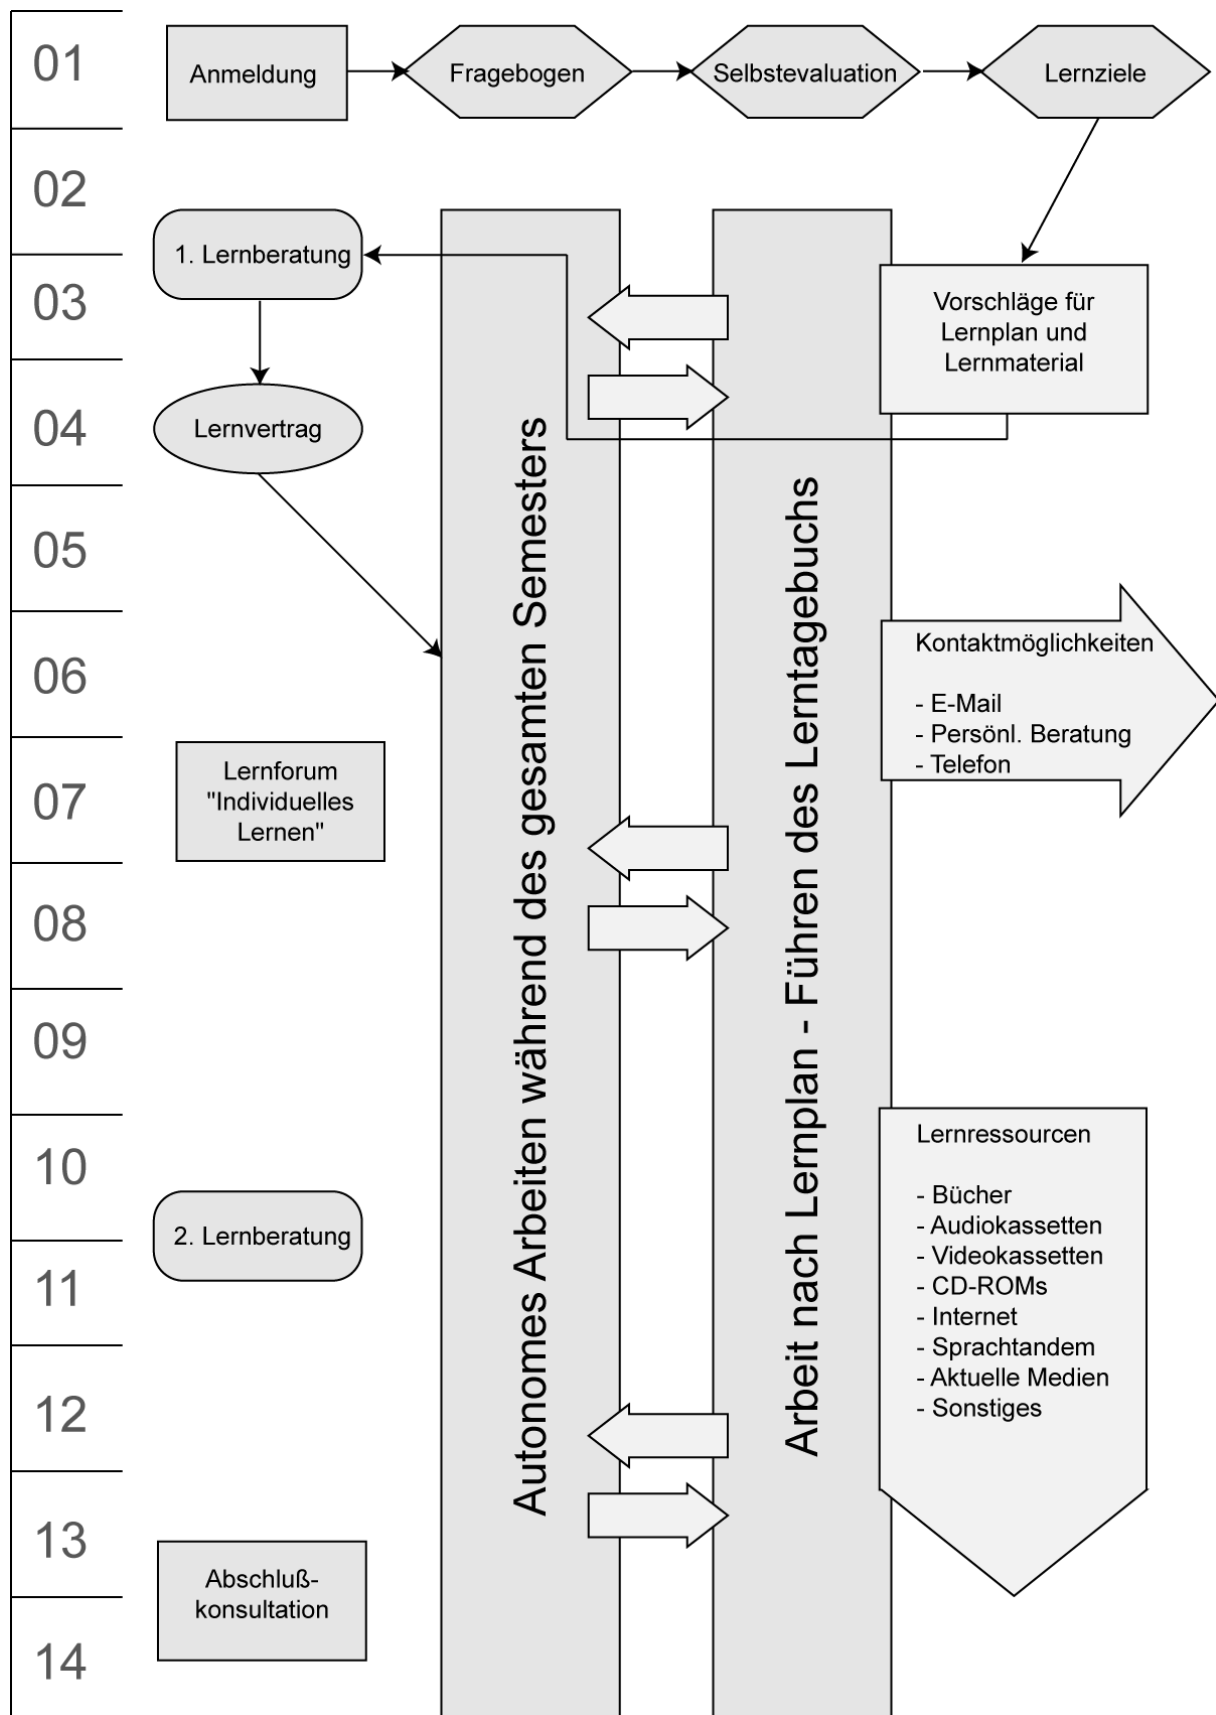 01
Anmeldung
Fragebogen
Selbstevaluation
Lernziele
02
1. Lernberatung
03
Vorschläge für
Lernplan und
Lernmaterial
04
Lernvertrag
05
Autonomes Arbeiten während des gesamten Semesters
Arbeit nach Lernplan - Führen des Lerntagebuchs
06
Kontaktmöglichkeiten
- E-Mail
- Persönl. Beratung
- Telefon
07
Lernforum
"Individuelles
Lernen"
08
09
10
Lernressourcen
- Bücher
- Audiokassetten
- Videokassetten
- CD-ROMs
- Internet
- Sprachtandem
- Aktuelle Medien
- Sonstiges
2. Lernberatung
11
12
13
Abschluß-
konsultation
14